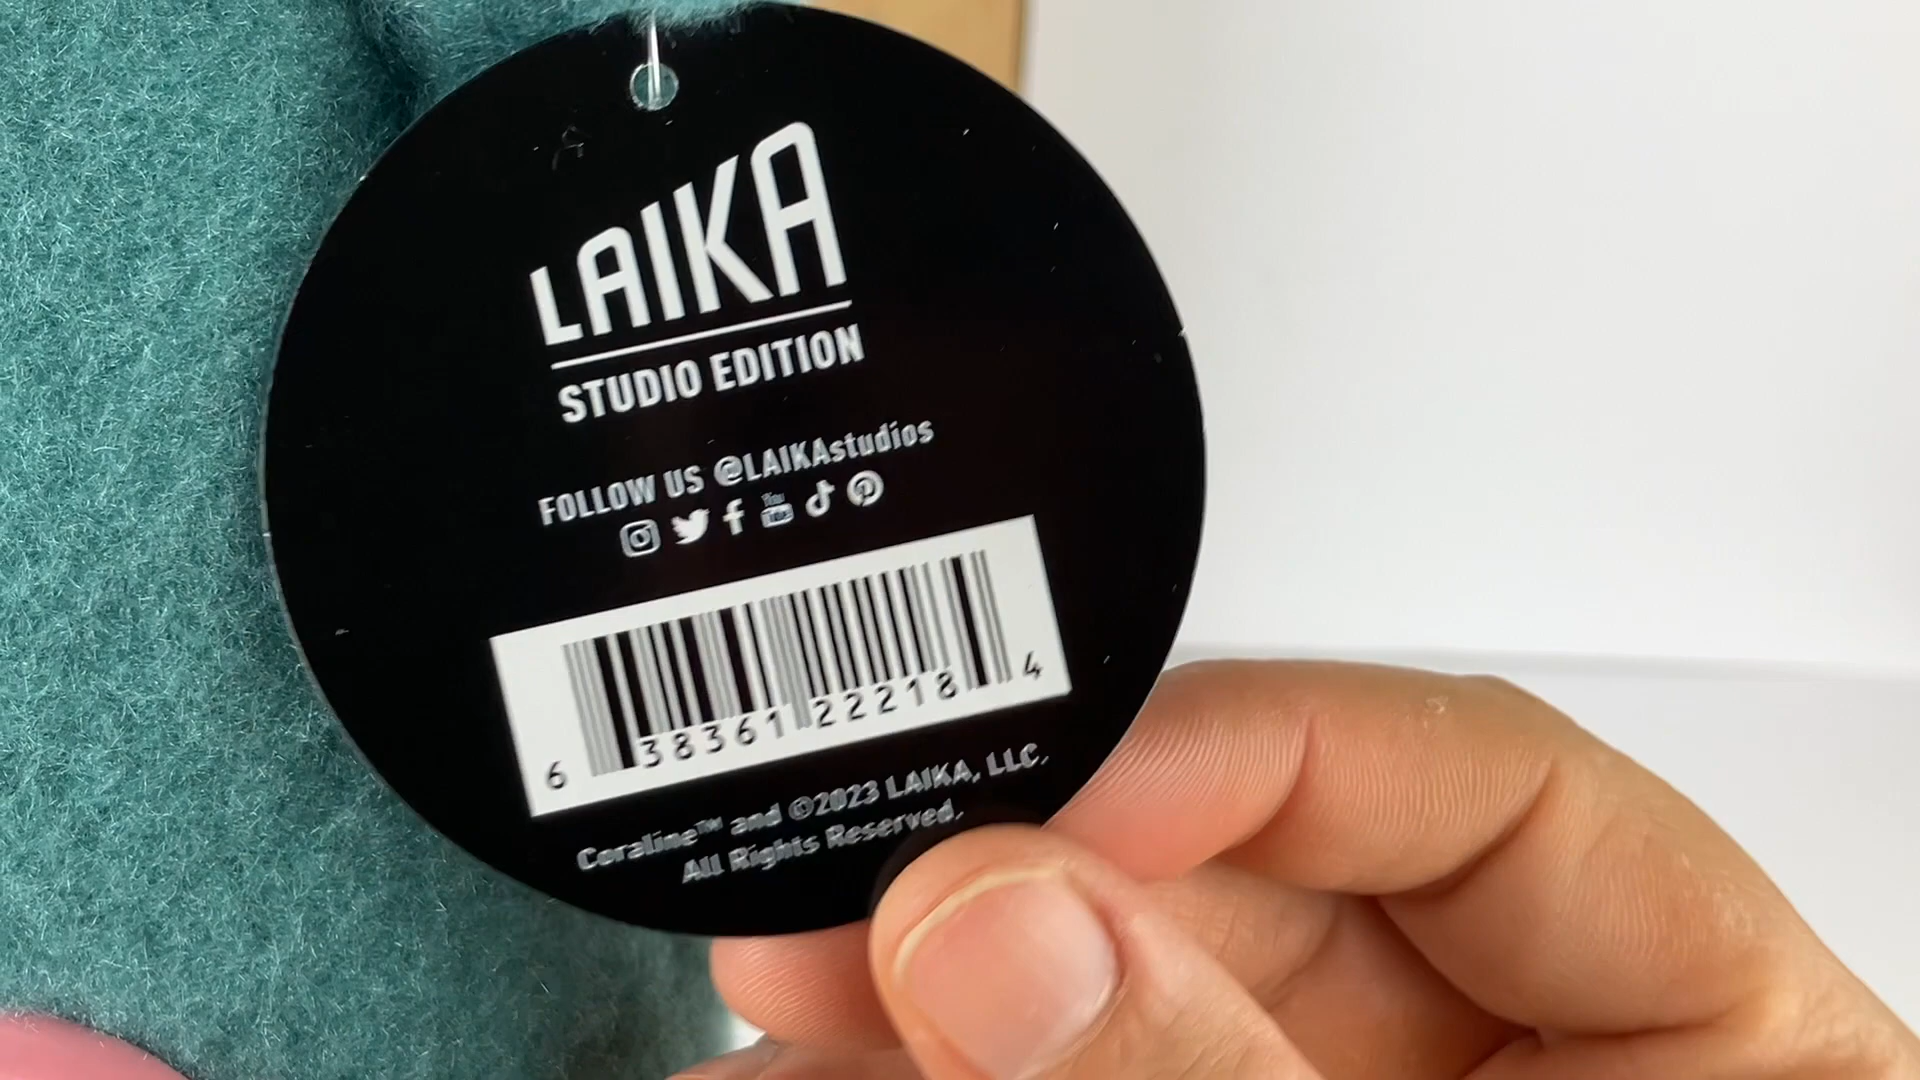 LAIKA
STUDIO EDITION
FOLLOW US @LAIKAstudios
6 38361 22218 4
Coraline™ and ©2023 LAIKA, LLC.
All Rights Reserved.